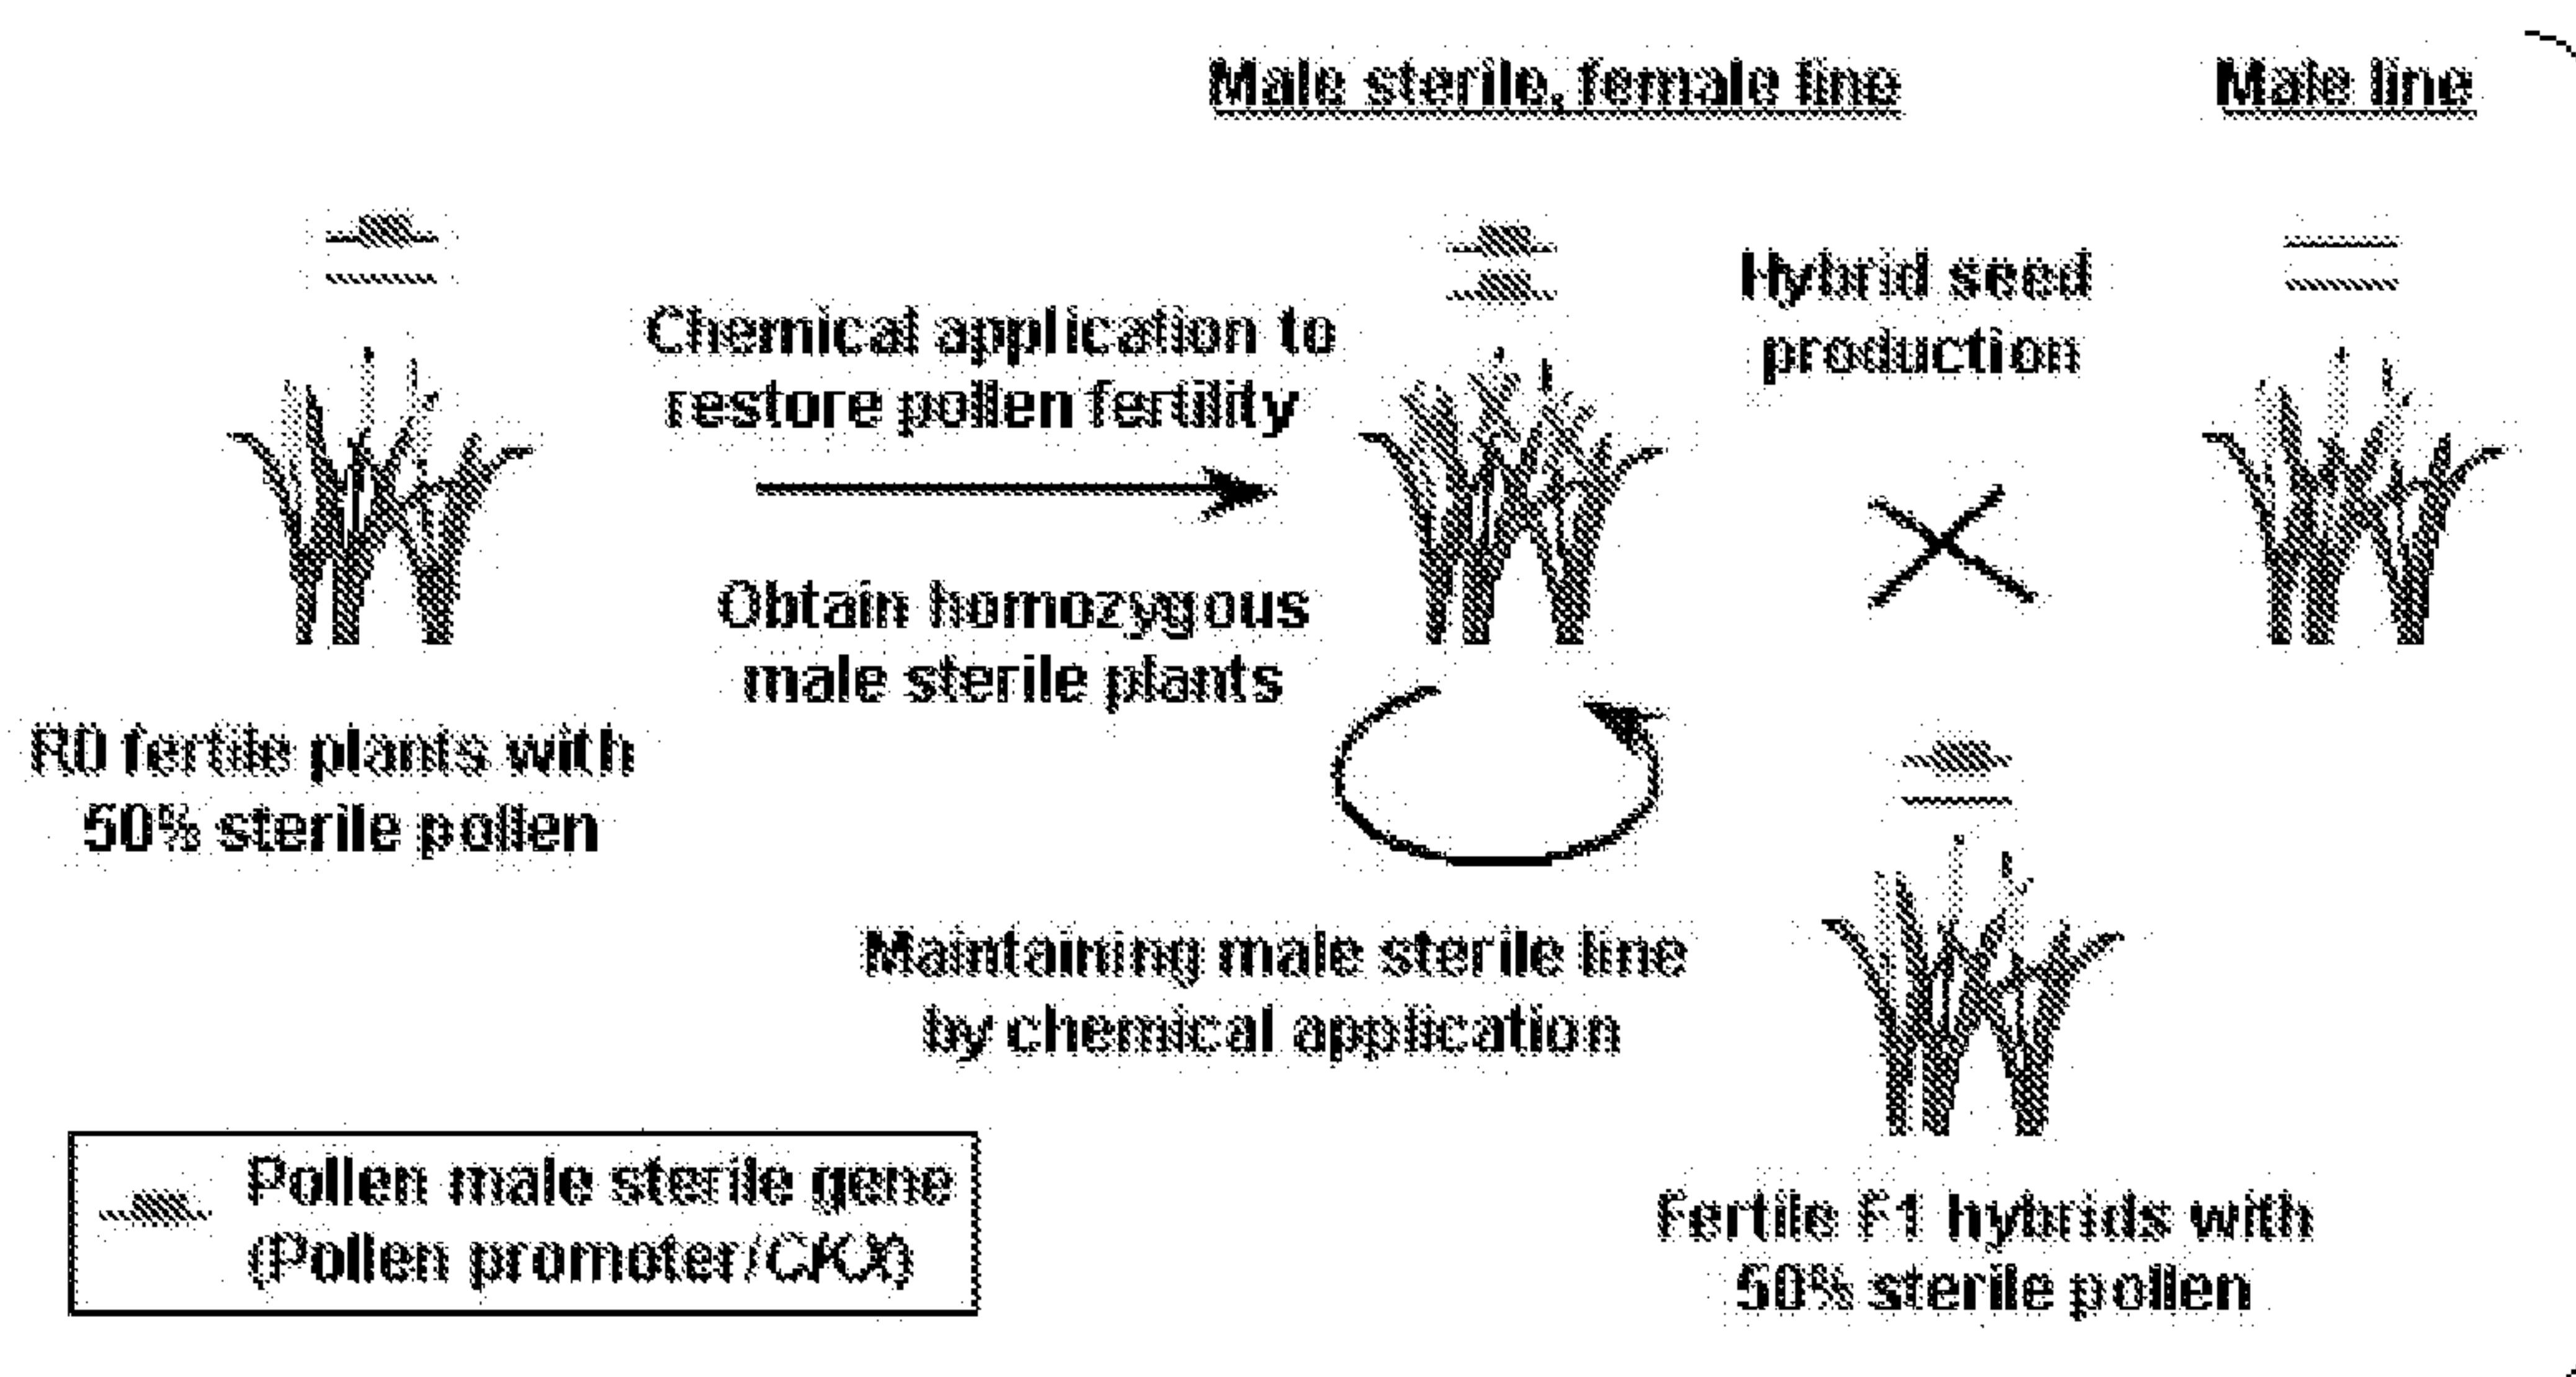 Male sterile, female line
Male line
Chemical application to
restore pollen fertility
Hybrid seed
production
Obtain homozygous
male sterile plants
R0 fertile plants with
50% sterile pollen
Maintaining male sterile line
by chemical application
Pollen male sterile gene
(Pollen promoter/CKX)
Fertile F1 hybrids with
50% sterile pollen